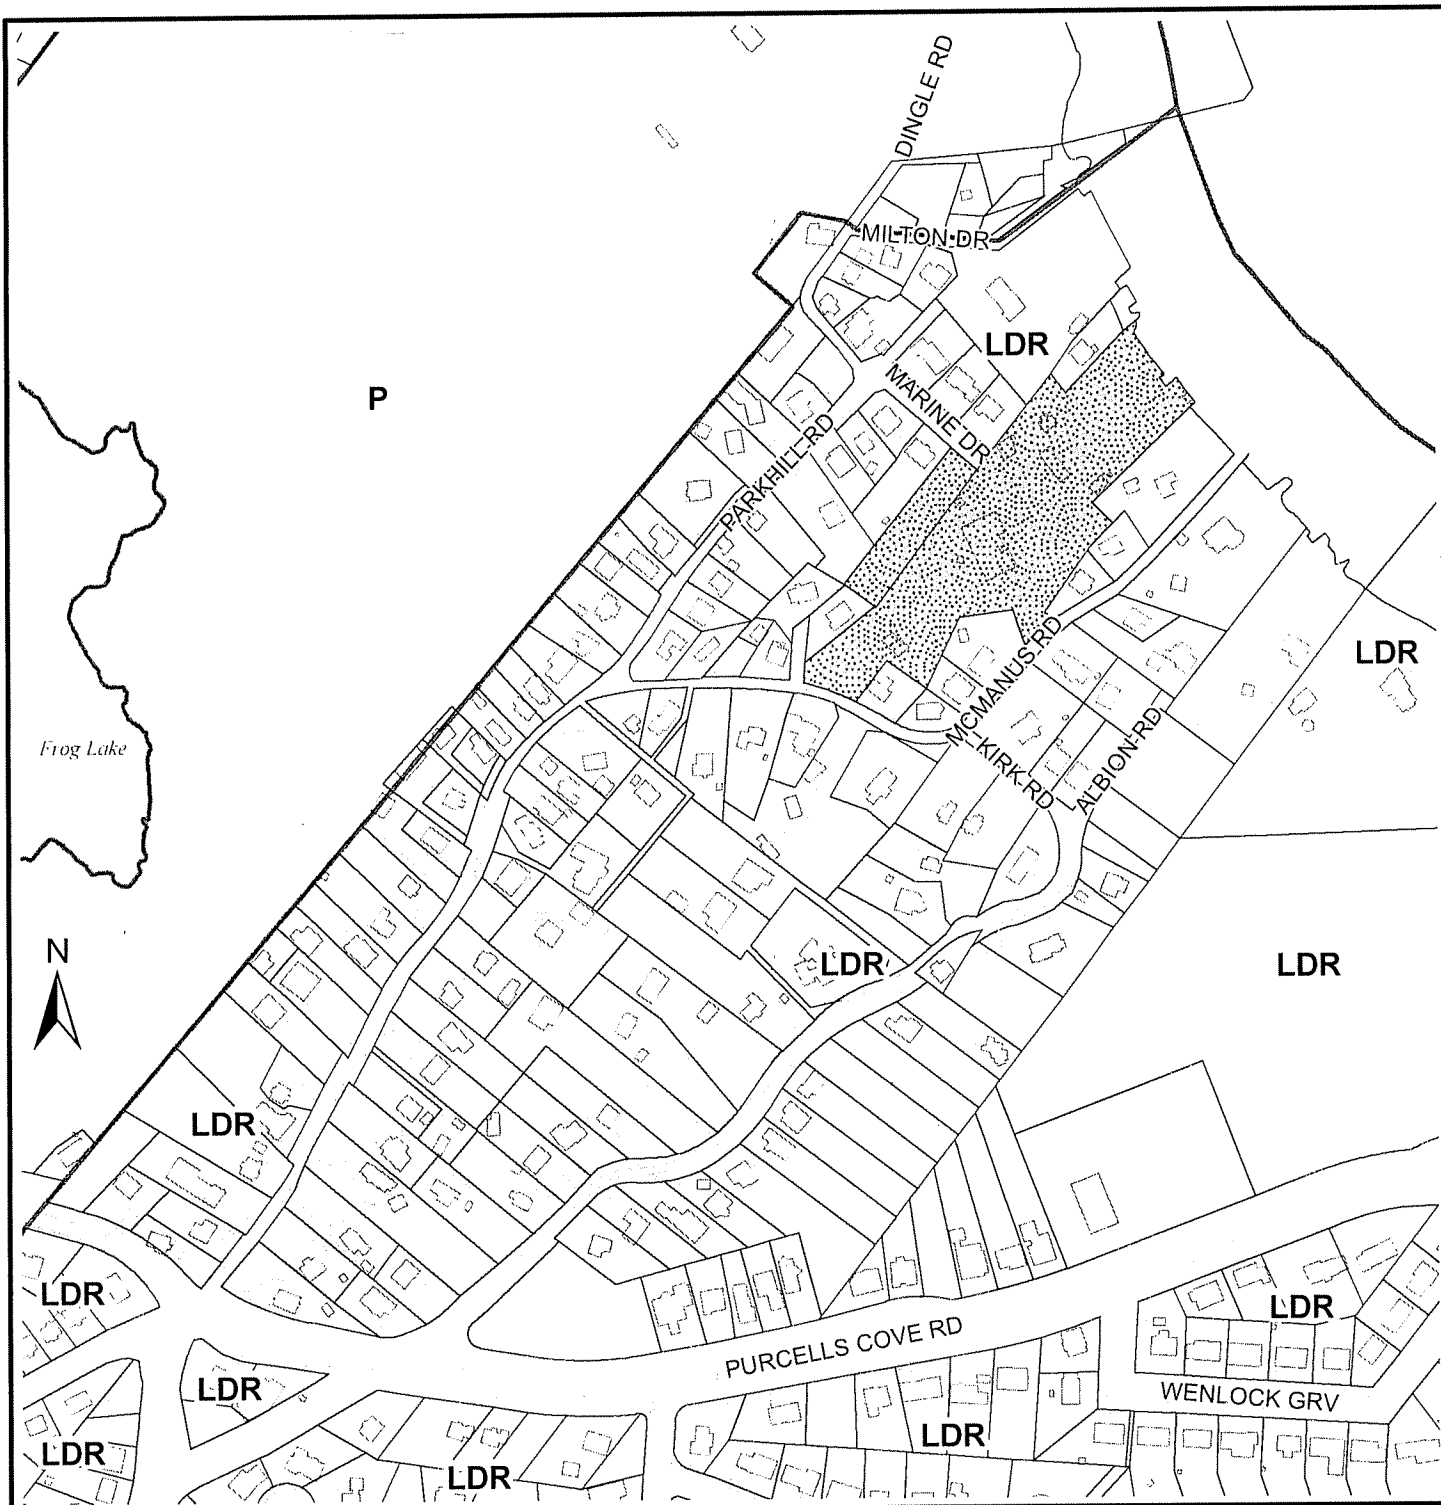 DINGLE RD
MILTON DR
LDR
P
MARINE DR
PARKHILL RD
MCMANUS RD
LDR
Frog Lake
KIRK RD
ALBION RD
N
LDR
LDR
LDR
LDR
LDR
PURCELLS COVE RD
LDR
WENLOCK GRV
LDR
LDR
LDR